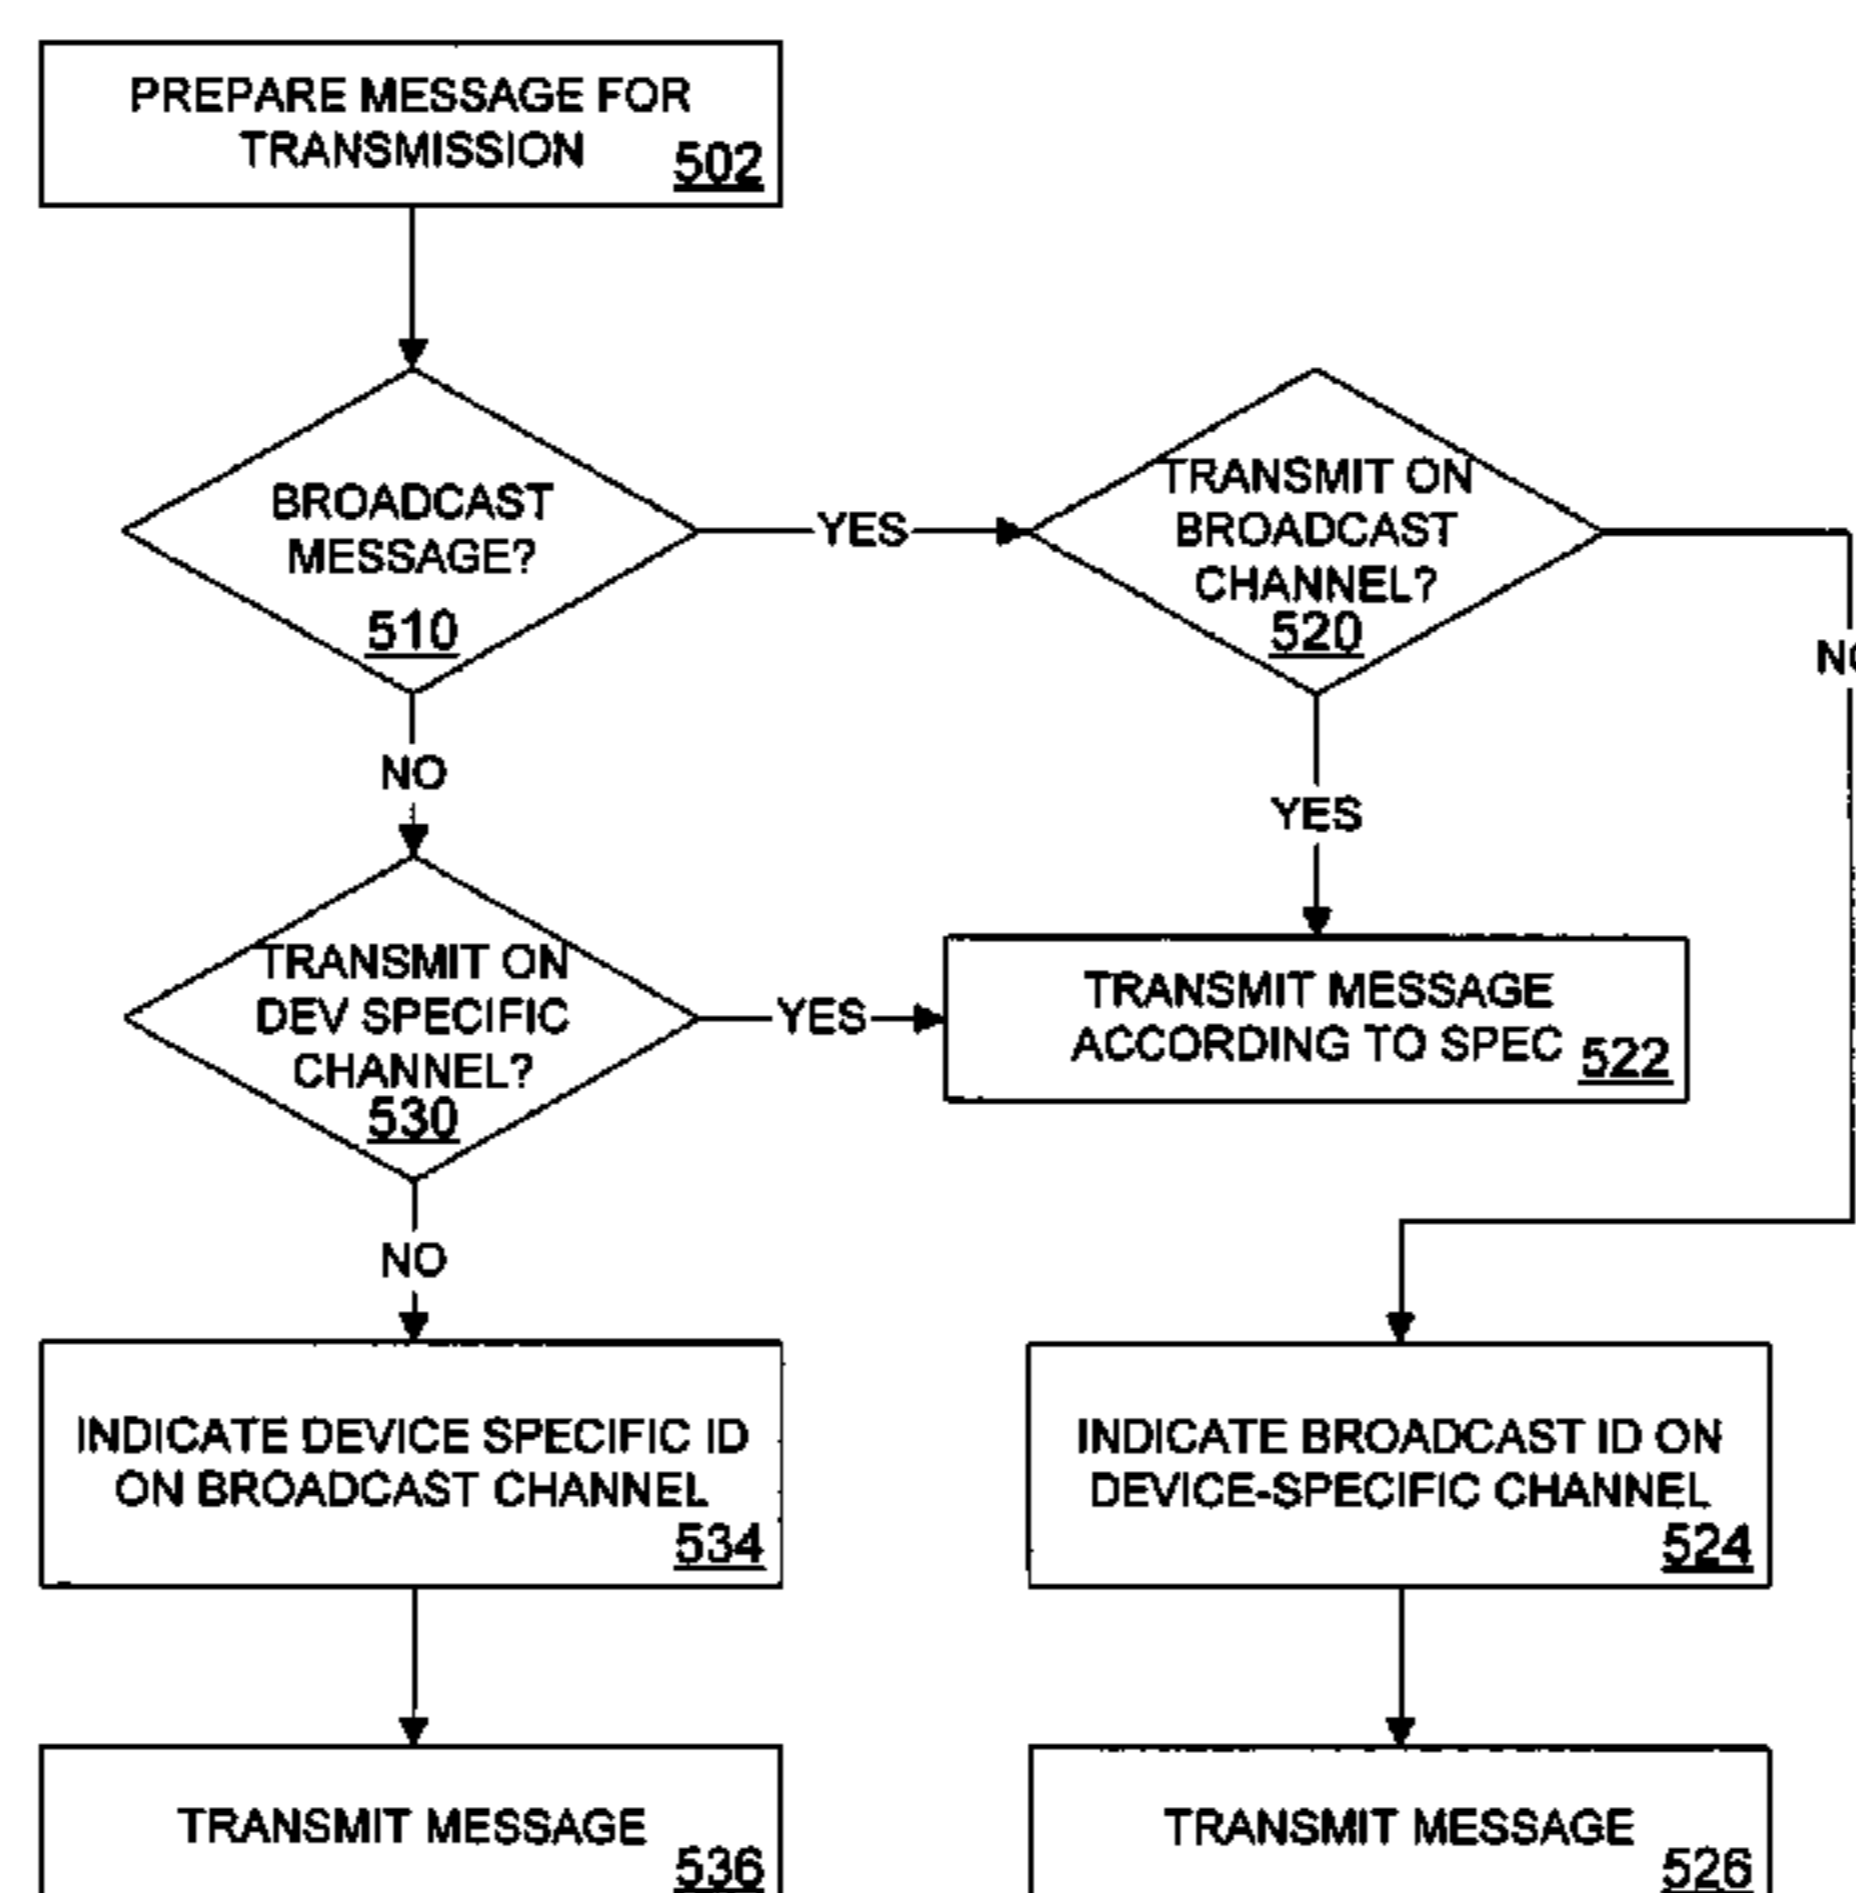 PREPARE MESSAGE FOR
TRANSMISSION
502
BROADCAST
MESSAGE?
510
YES
TRANSMIT ON
BROADCAST
CHANNEL?
520
NO
NO
YES
TRANSMIT ON
DEV SPECIFIC
CHANNEL?
530
YES
TRANSMIT MESSAGE
ACCORDING TO SPEC
522
NO
INDICATE DEVICE SPECIFIC ID
ON BROADCAST CHANNEL
534
INDICATE BROADCAST ID ON
DEVICE-SPECIFIC CHANNEL
524
TRANSMIT MESSAGE
536
TRANSMIT MESSAGE
526